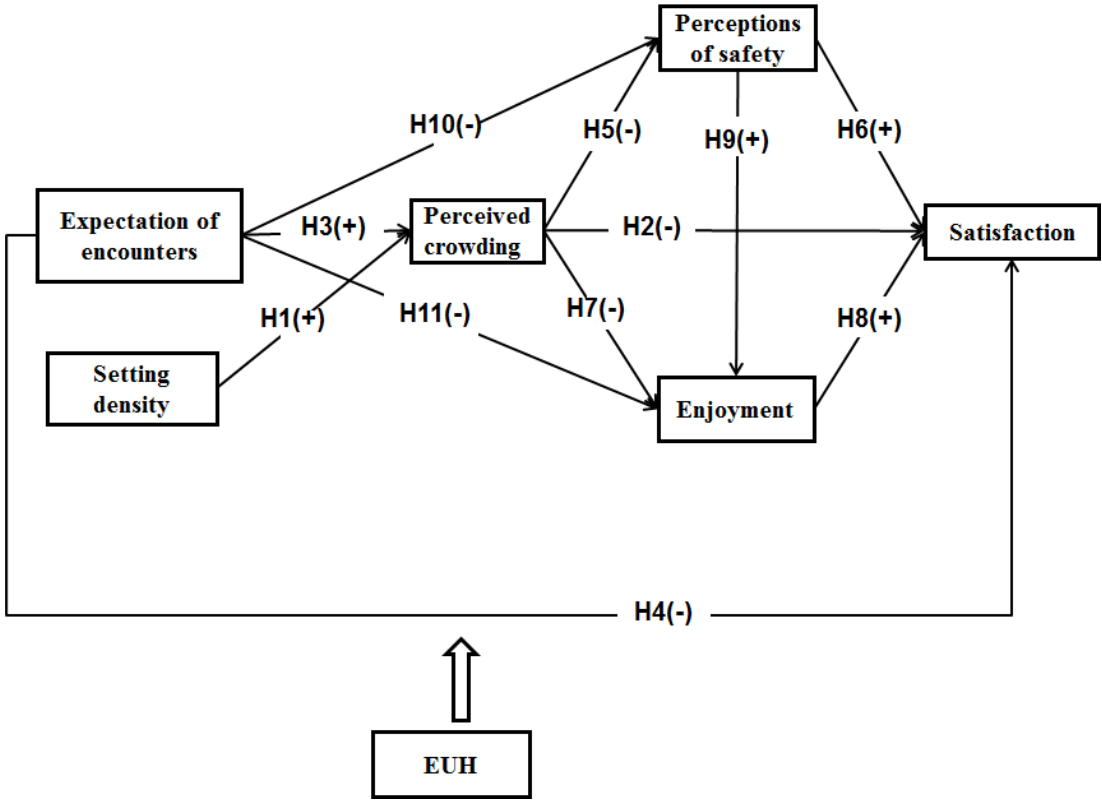 Perceptions
of safety
H10(-)
H5(-)
H9(+)
H6(+)
Expectation of
encounters
H3(+)
Perceived
crowding
H2(-)
Satisfaction
H1(+)
H11(-)
H7(-)
H8(+)
Setting
density
Enjoyment
H4(-)
EUH